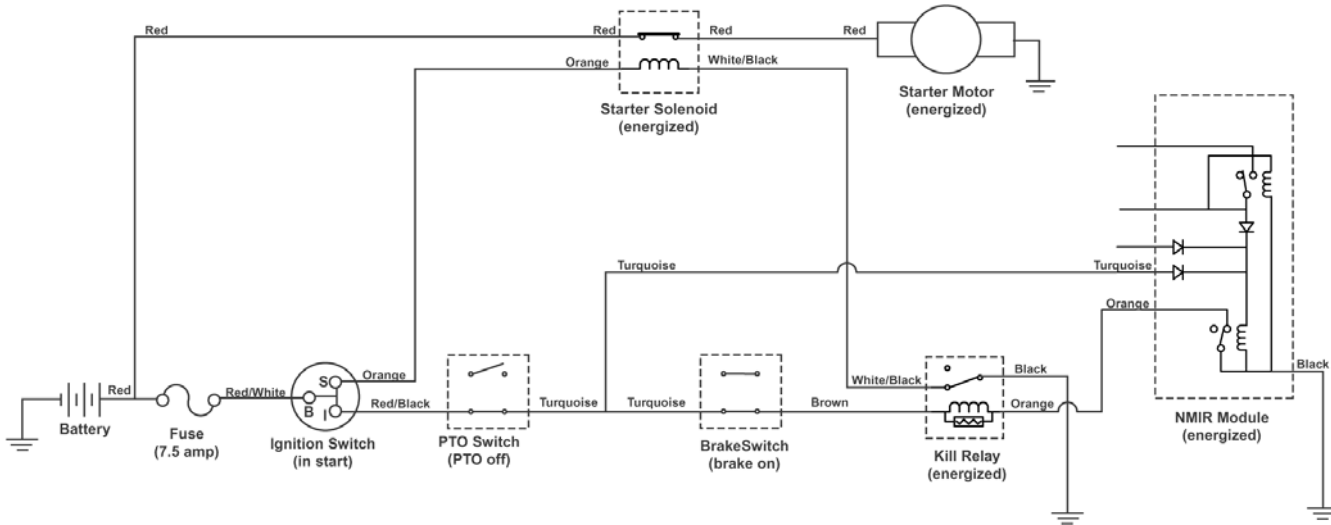 Red
Red
Red
Red
Orange
White/Black
Starter Solenoid
(energized)
Starter Motor
(energized)
Turquoise
Turquoise
Orange
Battery
Red
Fuse
(7.5 amp)
Red/White
S
B
I
Ignition Switch
(in start)
Orange
Red/Black
PTO Switch
(PTO off)
Turquoise
Turquoise
BrakeSwitch
(brake on)
Brown
White/Black
Black
Orange
Kill Relay
(energized)
Black
NMIR Module
(energized)